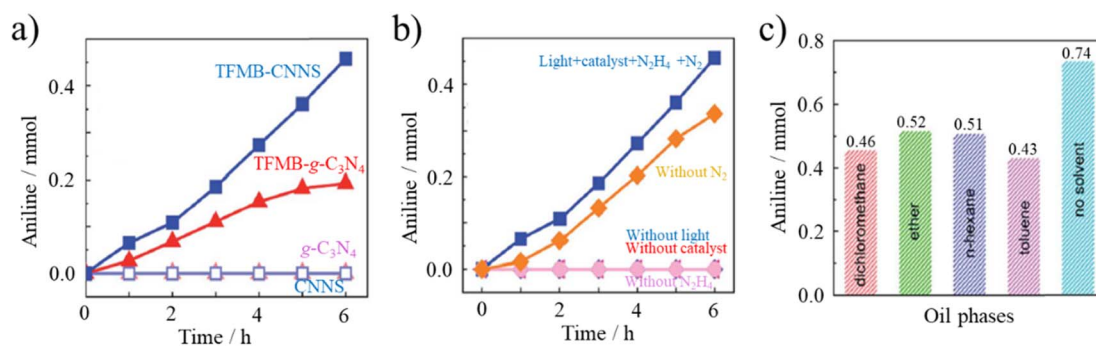 a)
Aniline / mmol
0.4
0.2
0.0
TFMB-CNNS
TFMB-g-C₃N₄
g-C₃N₄
CNNS
0 2 4 6
Time / h
b)
Aniline / mmol
0.4
0.2
0.0
Light+catalyst+N₂H₄ +N₂
Without N₂
Without light
Without catalyst
Without N₂H₄
0 2 4 6
Time / h
c)
Aniline / mmol
0.8
0.6
0.4
0.2
0.0
0.46
0.52
0.51
0.43
0.74
dichloromethane
ether
n-hexane
toluene
no solvent
Oil phases